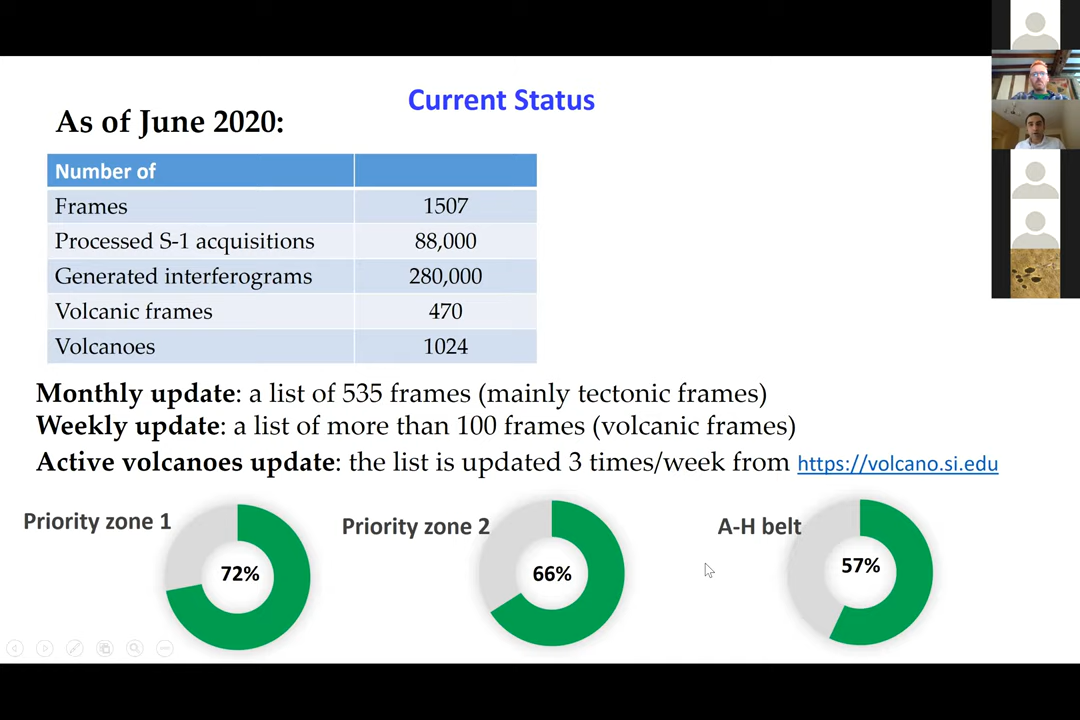 Current Status
As of June 2020:
Number of
Frames 1507
Processed S-1 acquisitions 88,000
Generated interferograms 280,000
Volcanic frames 470
Volcanoes 1024
Monthly update: a list of 535 frames (mainly tectonic frames)
Weekly update: a list of more than 100 frames (volcanic frames)
Active volcanoes update: the list is updated 3 times/week from https://volcano.si.edu
Priority zone 1
72%
Priority zone 2
66%
A-H belt
57%